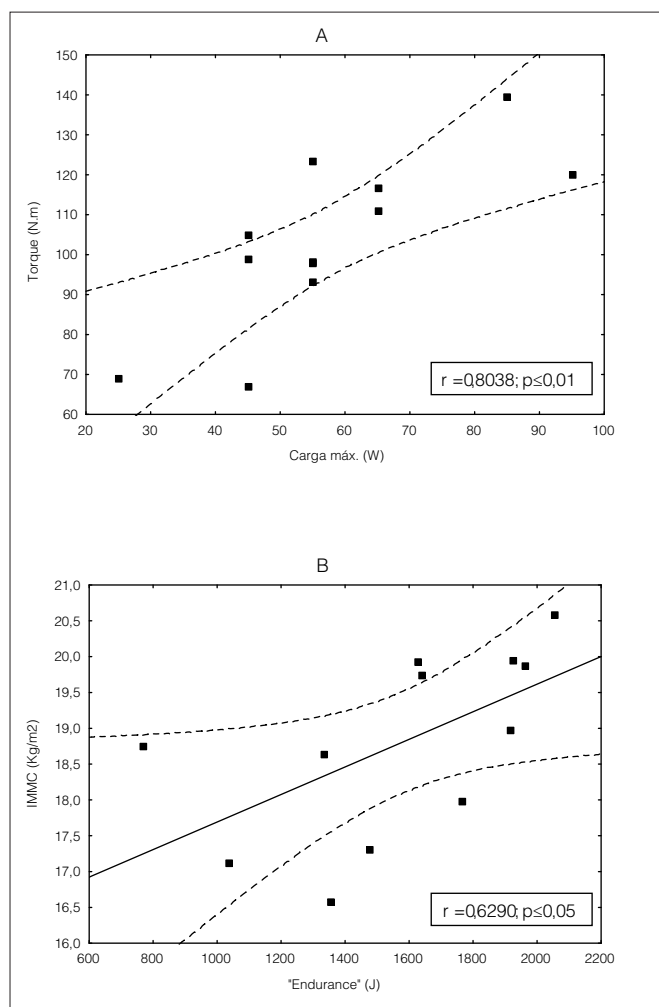 A
150
140
130
120
110
100
90
80
70
60
Torque (N.m)
20 30 40 50 60 70 80 90 100
Carga máx. (W)
r =0,8038; p≤0,01
B
21,0
20,5
20,0
19,5
19,0
18,5
18,0
17,5
17,0
16,5
16,0
IMMC (Kg/m2)
600 800 1000 1200 1400 1600 1800 2000 2200
"Endurance" (J)
r =0,6290; p≤0,05